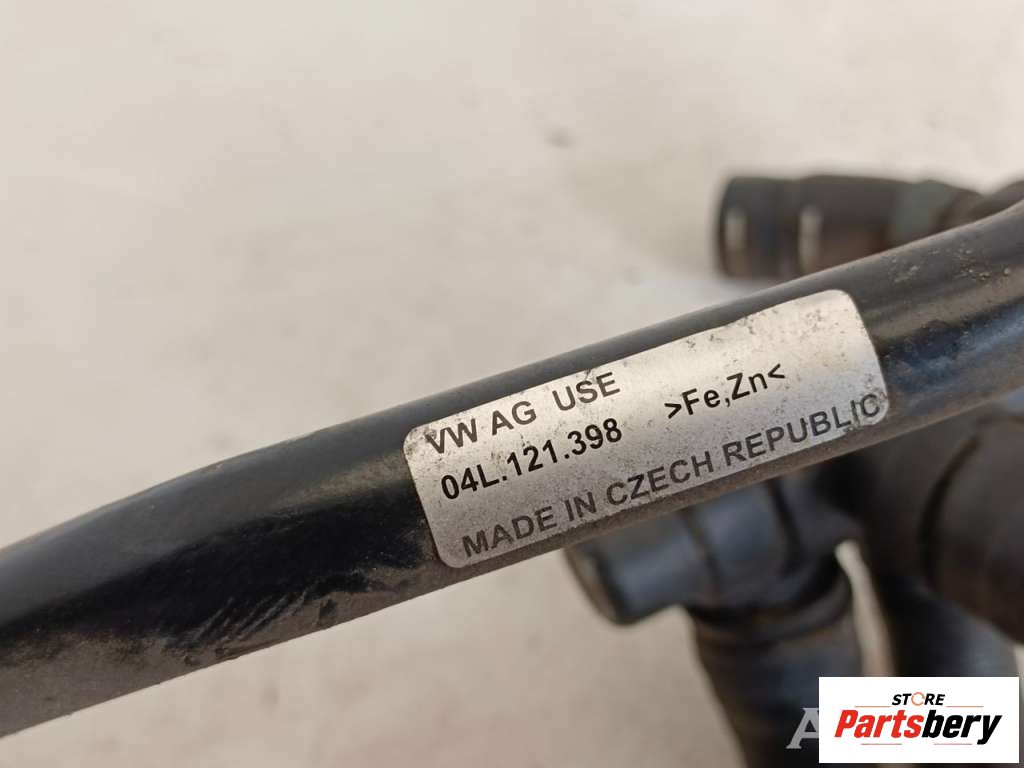 VW AG USE
04L.121.398 >Fe,Zn<
MADE IN CZECH REPUBLIC
STORE
Partsbery